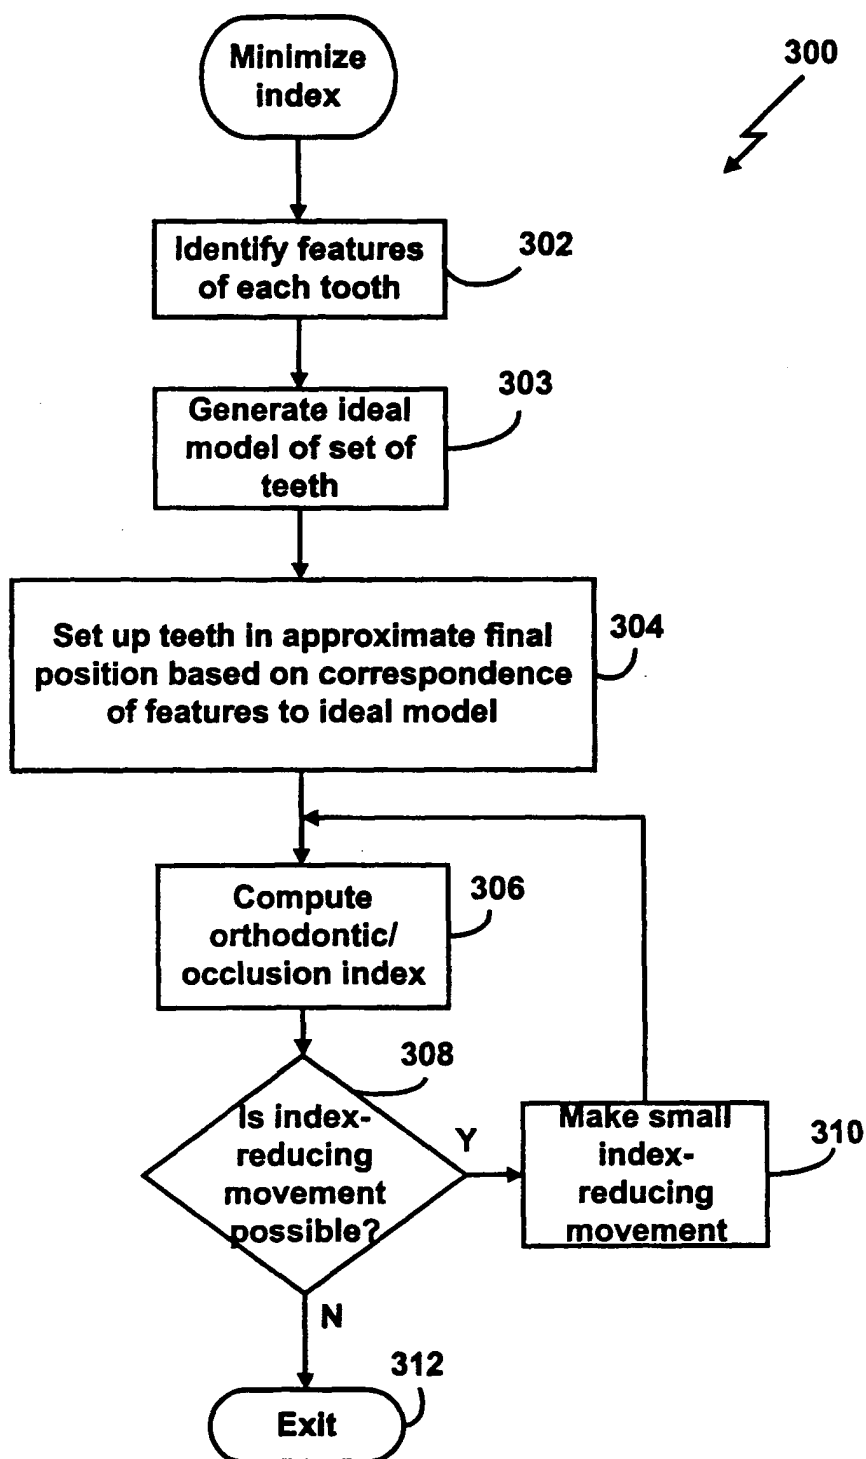 Minimize
index
300
Identify features
of each tooth
302
303
Generate ideal
model of set of
teeth
Set up teeth in approximate final
position based on correspondence
of features to ideal model
304
Compute
orthodontic/
occlusion index
306
308
Is index-
reducing
movement
possible?
Y
Make small
index-
reducing
movement
310
N
312
Exit